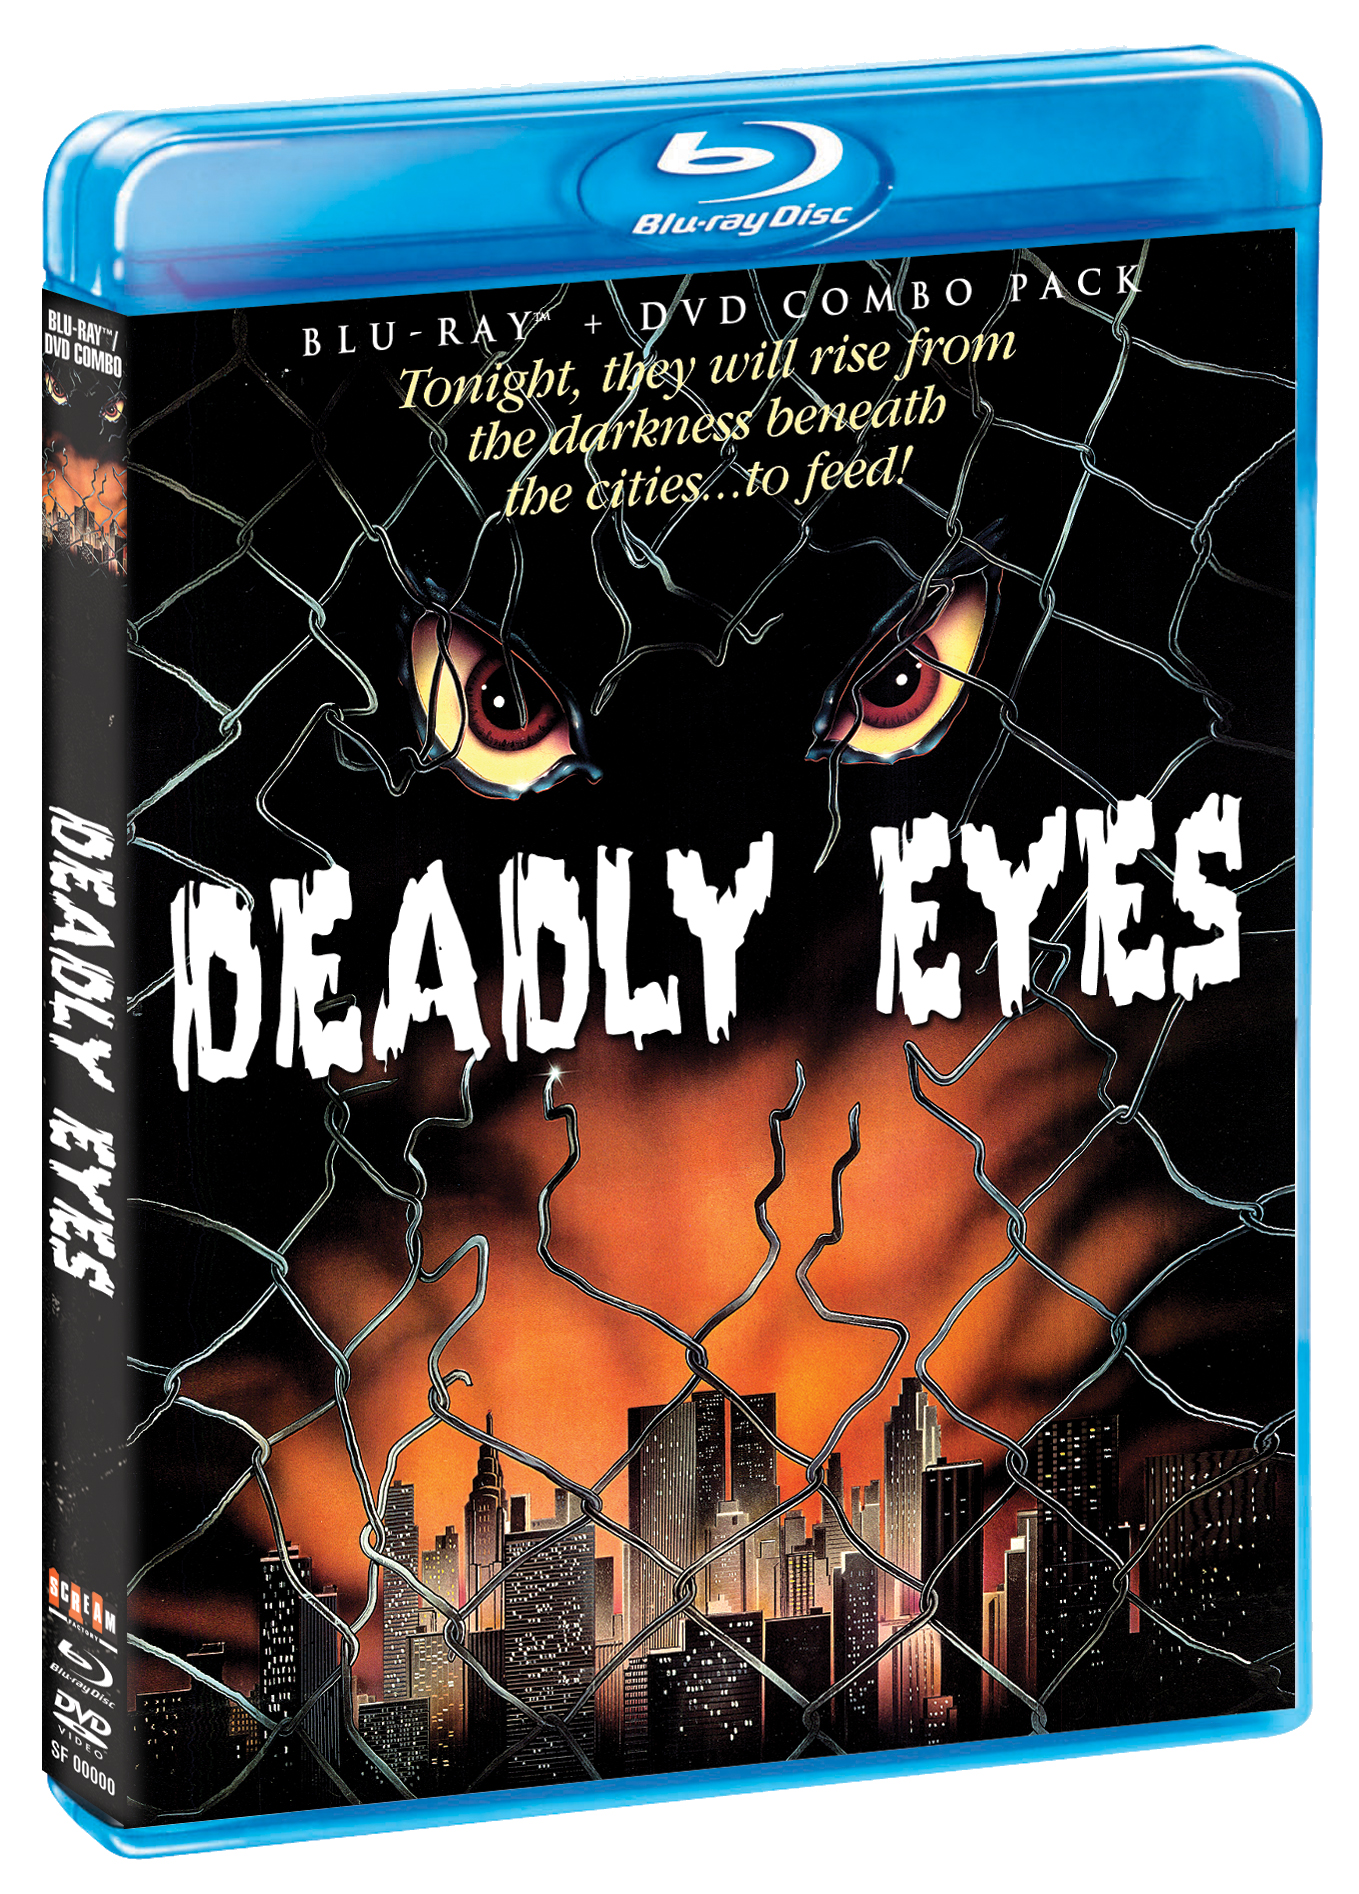 Blu-ray Disc
BLU-RAY™ + DVD COMBO PACK
Tonight, they will rise from
the darkness beneath
the cities...to feed!
DEADLY EYES
BLU-RAY™/
DVD COMBO
DEADLY EYES
SCREAM
FACTORY
Blu-ray Disc
DVD
VIDEO
SF 00000